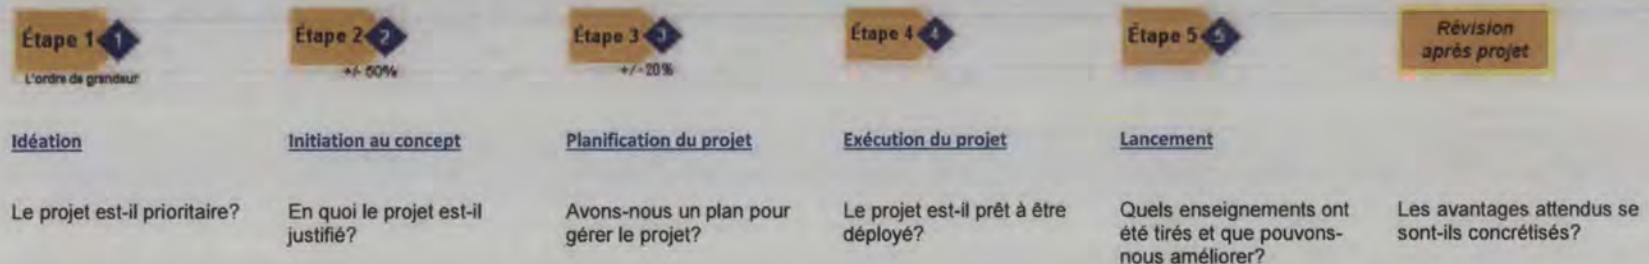 Étape 1 1
L'ordre de grandeur
Étape 2 2
+/- 50%
Étape 3 3
+/-20%
Étape 4 4
Étape 5 5
Révision
après projet
Idéation
Initiation au concept
Planification du projet
Exécution du projet
Lancement
Le projet est-il prioritaire?
En quoi le projet est-il
justifié?
Avons-nous un plan pour
gérer le projet?
Le projet est-il prêt à être
déployé?
Quels enseignements ont
été tirés et que pouvons-
nous améliorer?
Les avantages attendus se
sont-ils concrétisés?